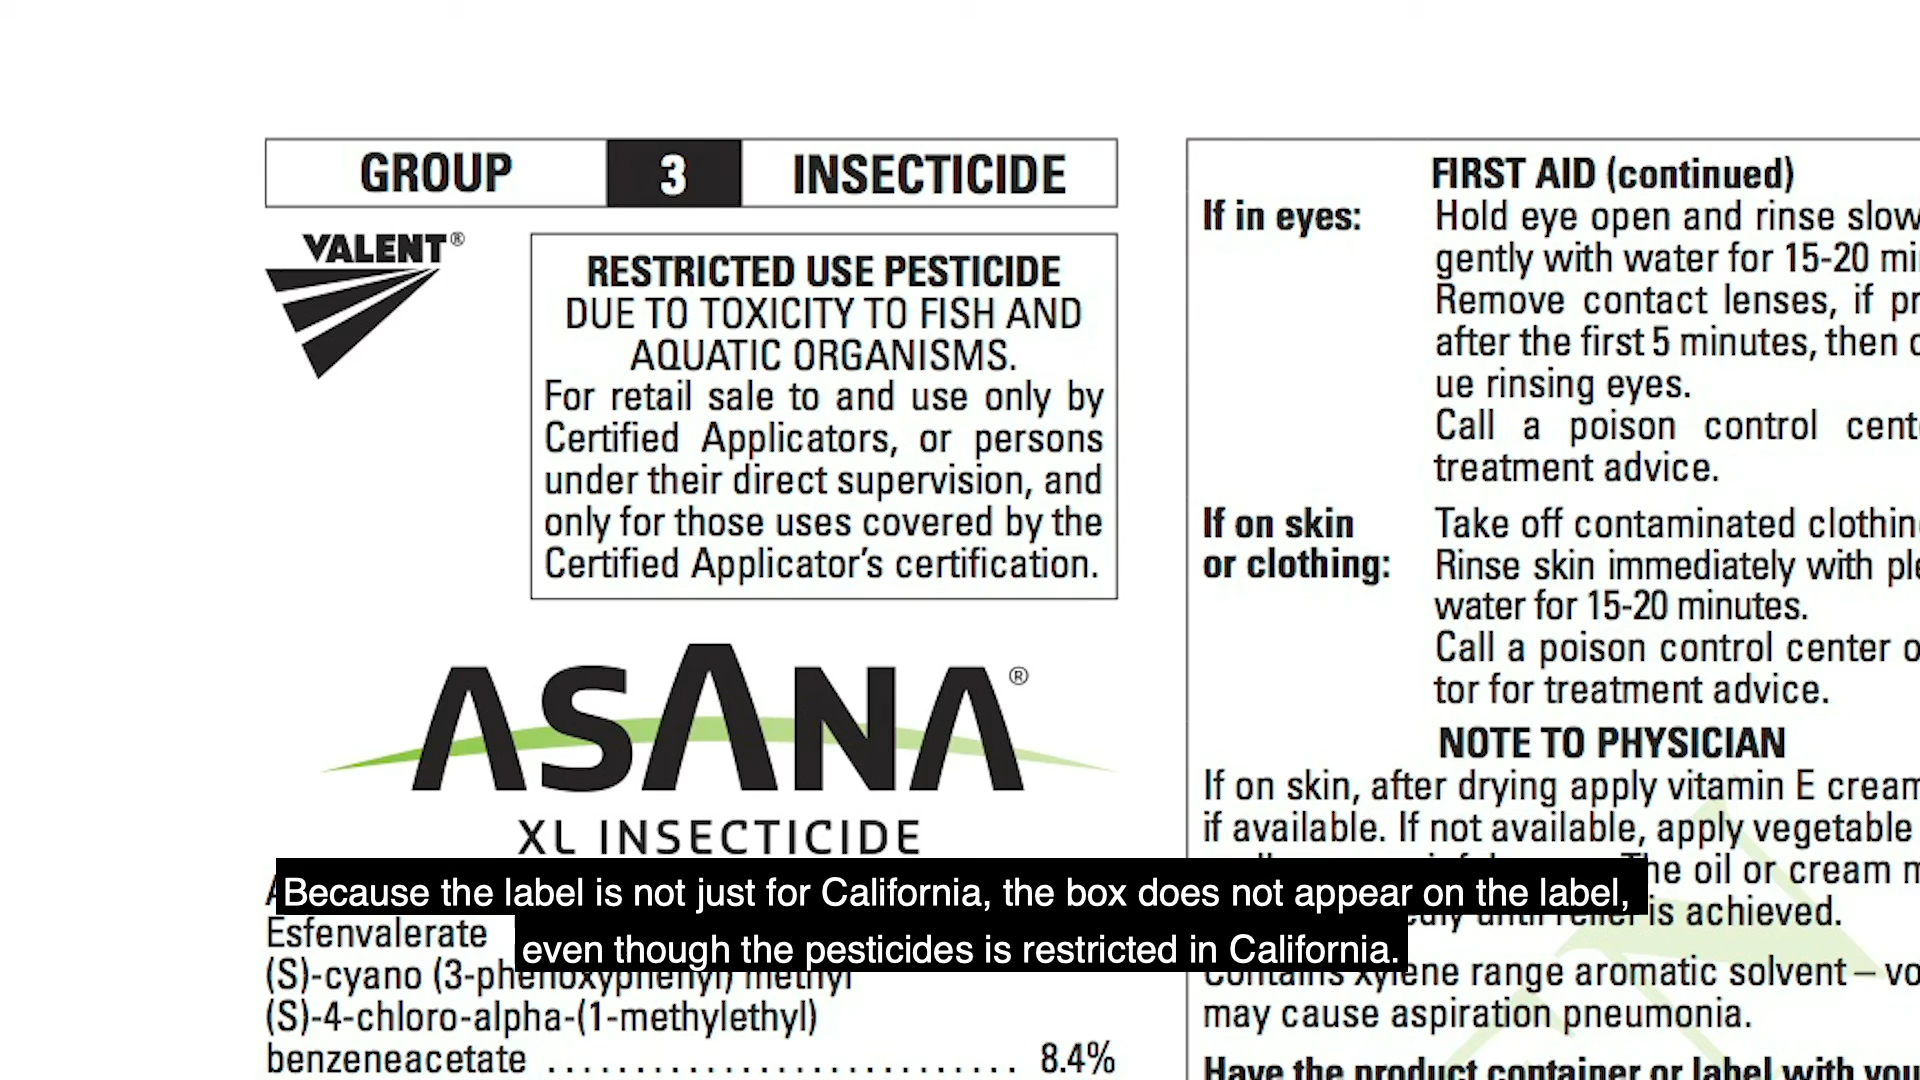 GROUP 3 INSECTICIDE
VALENT®
RESTRICTED USE PESTICIDE
DUE TO TOXICITY TO FISH AND
AQUATIC ORGANISMS.
For retail sale to and use only by
Certified Applicators, or persons
under their direct supervision, and
only for those uses covered by the
Certified Applicator's certification.
ASANA®
XL INSECTICIDE
Esfenvalerate
(S)-cyano (3-phenoxyphenyl) methyl
(S)-4-chloro-alpha-(1-methylethyl)
benzeneacetate .......................... 8.4%
FIRST AID (continued)
If in eyes: Hold eye open and rinse
gently with water for 15-20
Remove contact lenses, if
after the first 5 minutes, then
ue rinsing eyes.
Call a poison control
treatment advice.
If on skin Take off contaminated
or clothing: Rinse skin immediately with
water for 15-20 minutes.
Call a poison control center
tor for treatment advice.
NOTE TO PHYSICIAN
If on skin, after drying apply vitamin E cream
if available. If not available, apply vegetable
The oil or cream
until relief is achieved.
Contains xylene range aromatic solvent –
may cause aspiration pneumonia.
Have the product container or label with
Because the label is not just for California, the box does not appear on the label,
even though the pesticides is restricted in California.